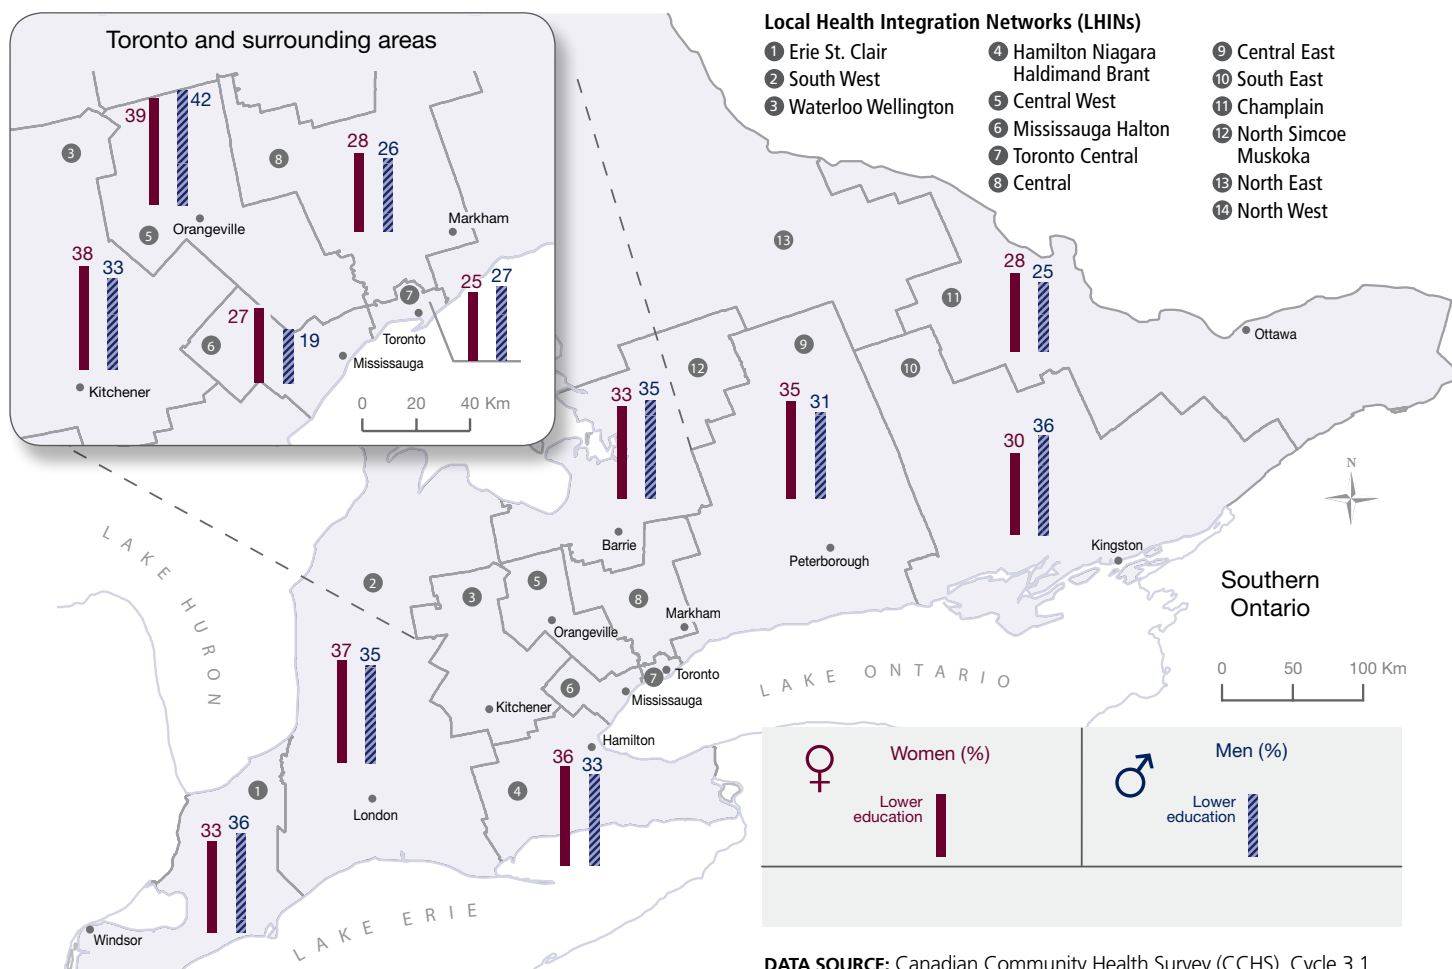 Toronto and surrounding areas
39
42
3
8
28
26
5
Orangeville
Markham
38
33
7
25
27
27
19
6
Toronto
Mississauga
Kitchener
0 20 40 Km
Local Health Integration Networks (LHINs)
1 Erie St. Clair
2 South West
3 Waterloo Wellington
4 Hamilton Niagara
Haldimand Brant
5 Central West
6 Mississauga Halton
7 Toronto Central
8 Central
9 Central East
10 South East
11 Champlain
12 North Simcoe
Muskoka
13 North East
14 North West
13
28
25
11
Ottawa
9
12
10
33
35
35
31
30
36
N
Barrie
Peterborough
Kingston
LAKE HURON
2
3
5
8
Markham
Orangeville
Southern
Ontario
37
35
7
Toronto
6
Mississauga
Kitchener
LAKE ONTARIO
0 50 100 Km
Hamilton
36
33
4
1
London
33
36
Windsor
LAKE ERIE
Women (%)
Lower
education
Men (%)
Lower
education
DATA SOURCE: Canadian Community Health Survey (CCHS), Cycle 3.1